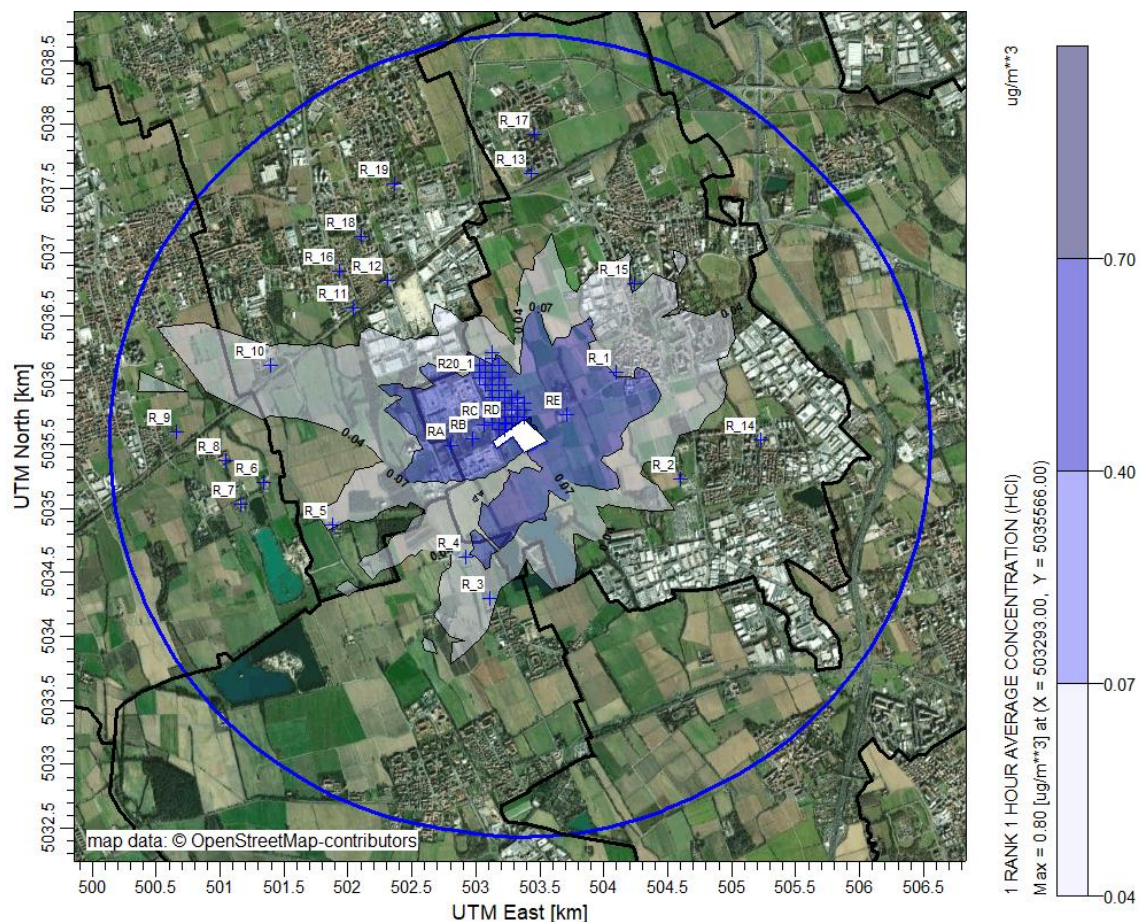 5038.5
5038
5037.5
5037
5036.5
5036
5035.5
5035
5034.5
5034
5033.5
5033
5032.5
UTM North [km]
R_17
R_13
R_19
R_18
R_16
R_12
R_11
R_15
R_10
R20_1
R_1
RC
RD
RE
RB
RA
R_9
R_8
R_6
R_7
R_14
R_2
R_5
R_4
R_3
0.04
0.07
0.04
0.04
0.07
0.07
map data: © OpenStreetMap-contributors
500
500.5
501
501.5
502
502.5
503
503.5
504
504.5
505
505.5
506
506.5
UTM East [km]
1 RANK 1 HOUR AVERAGE CONCENTRATION (HCl)
Max = 0.80 [ug/m**3] at (X = 503293.00, Y = 5035566.00)
ug/m**3
0.70
0.40
0.07
0.04